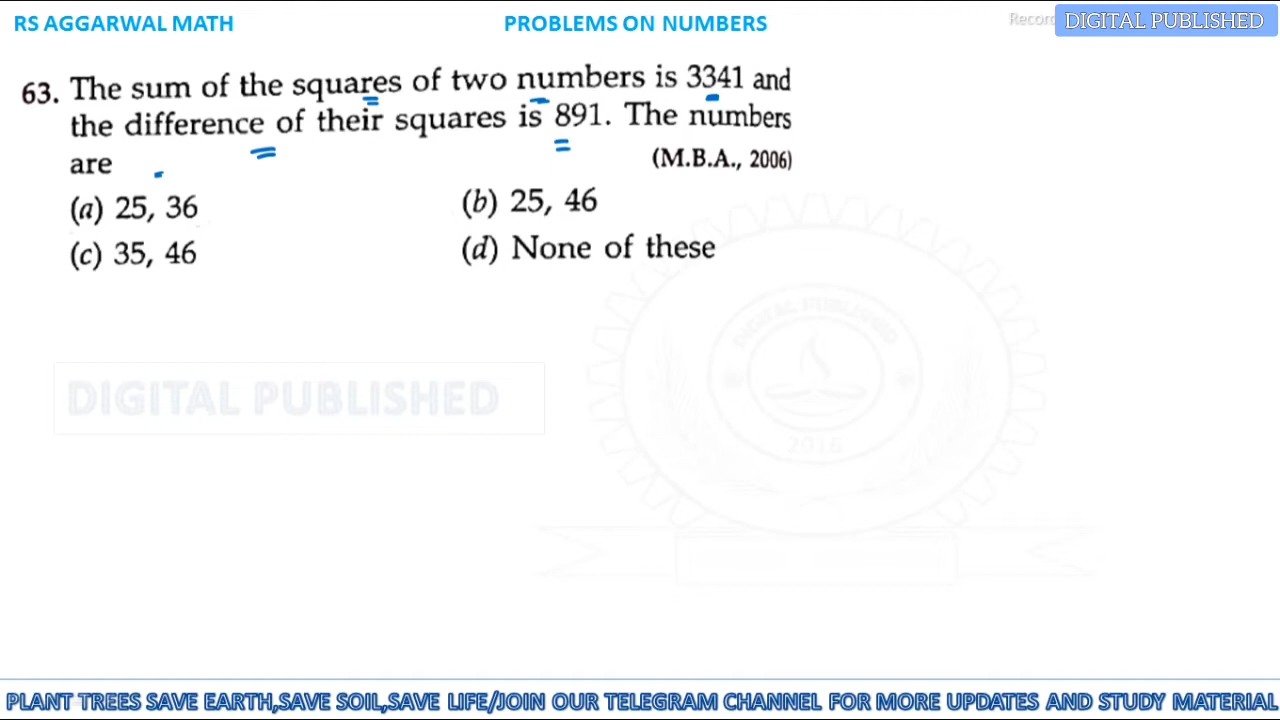 RS AGGARWAL MATH
PROBLEMS ON NUMBERS
DIGITAL PUBLISHED
63. The sum of the squares of two numbers is 3341 and
the difference of their squares is 891. The numbers
are (M.B.A., 2006)
(a) 25, 36 (b) 25, 46
(c) 35, 46 (d) None of these
DIGITAL PUBLISHED
DIGITAL PUBLISHED
2016
PLANT TREES SAVE EARTH,SAVE SOIL,SAVE LIFE/JOIN OUR TELEGRAM CHANNEL FOR MORE UPDATES AND STUDY MATERIAL